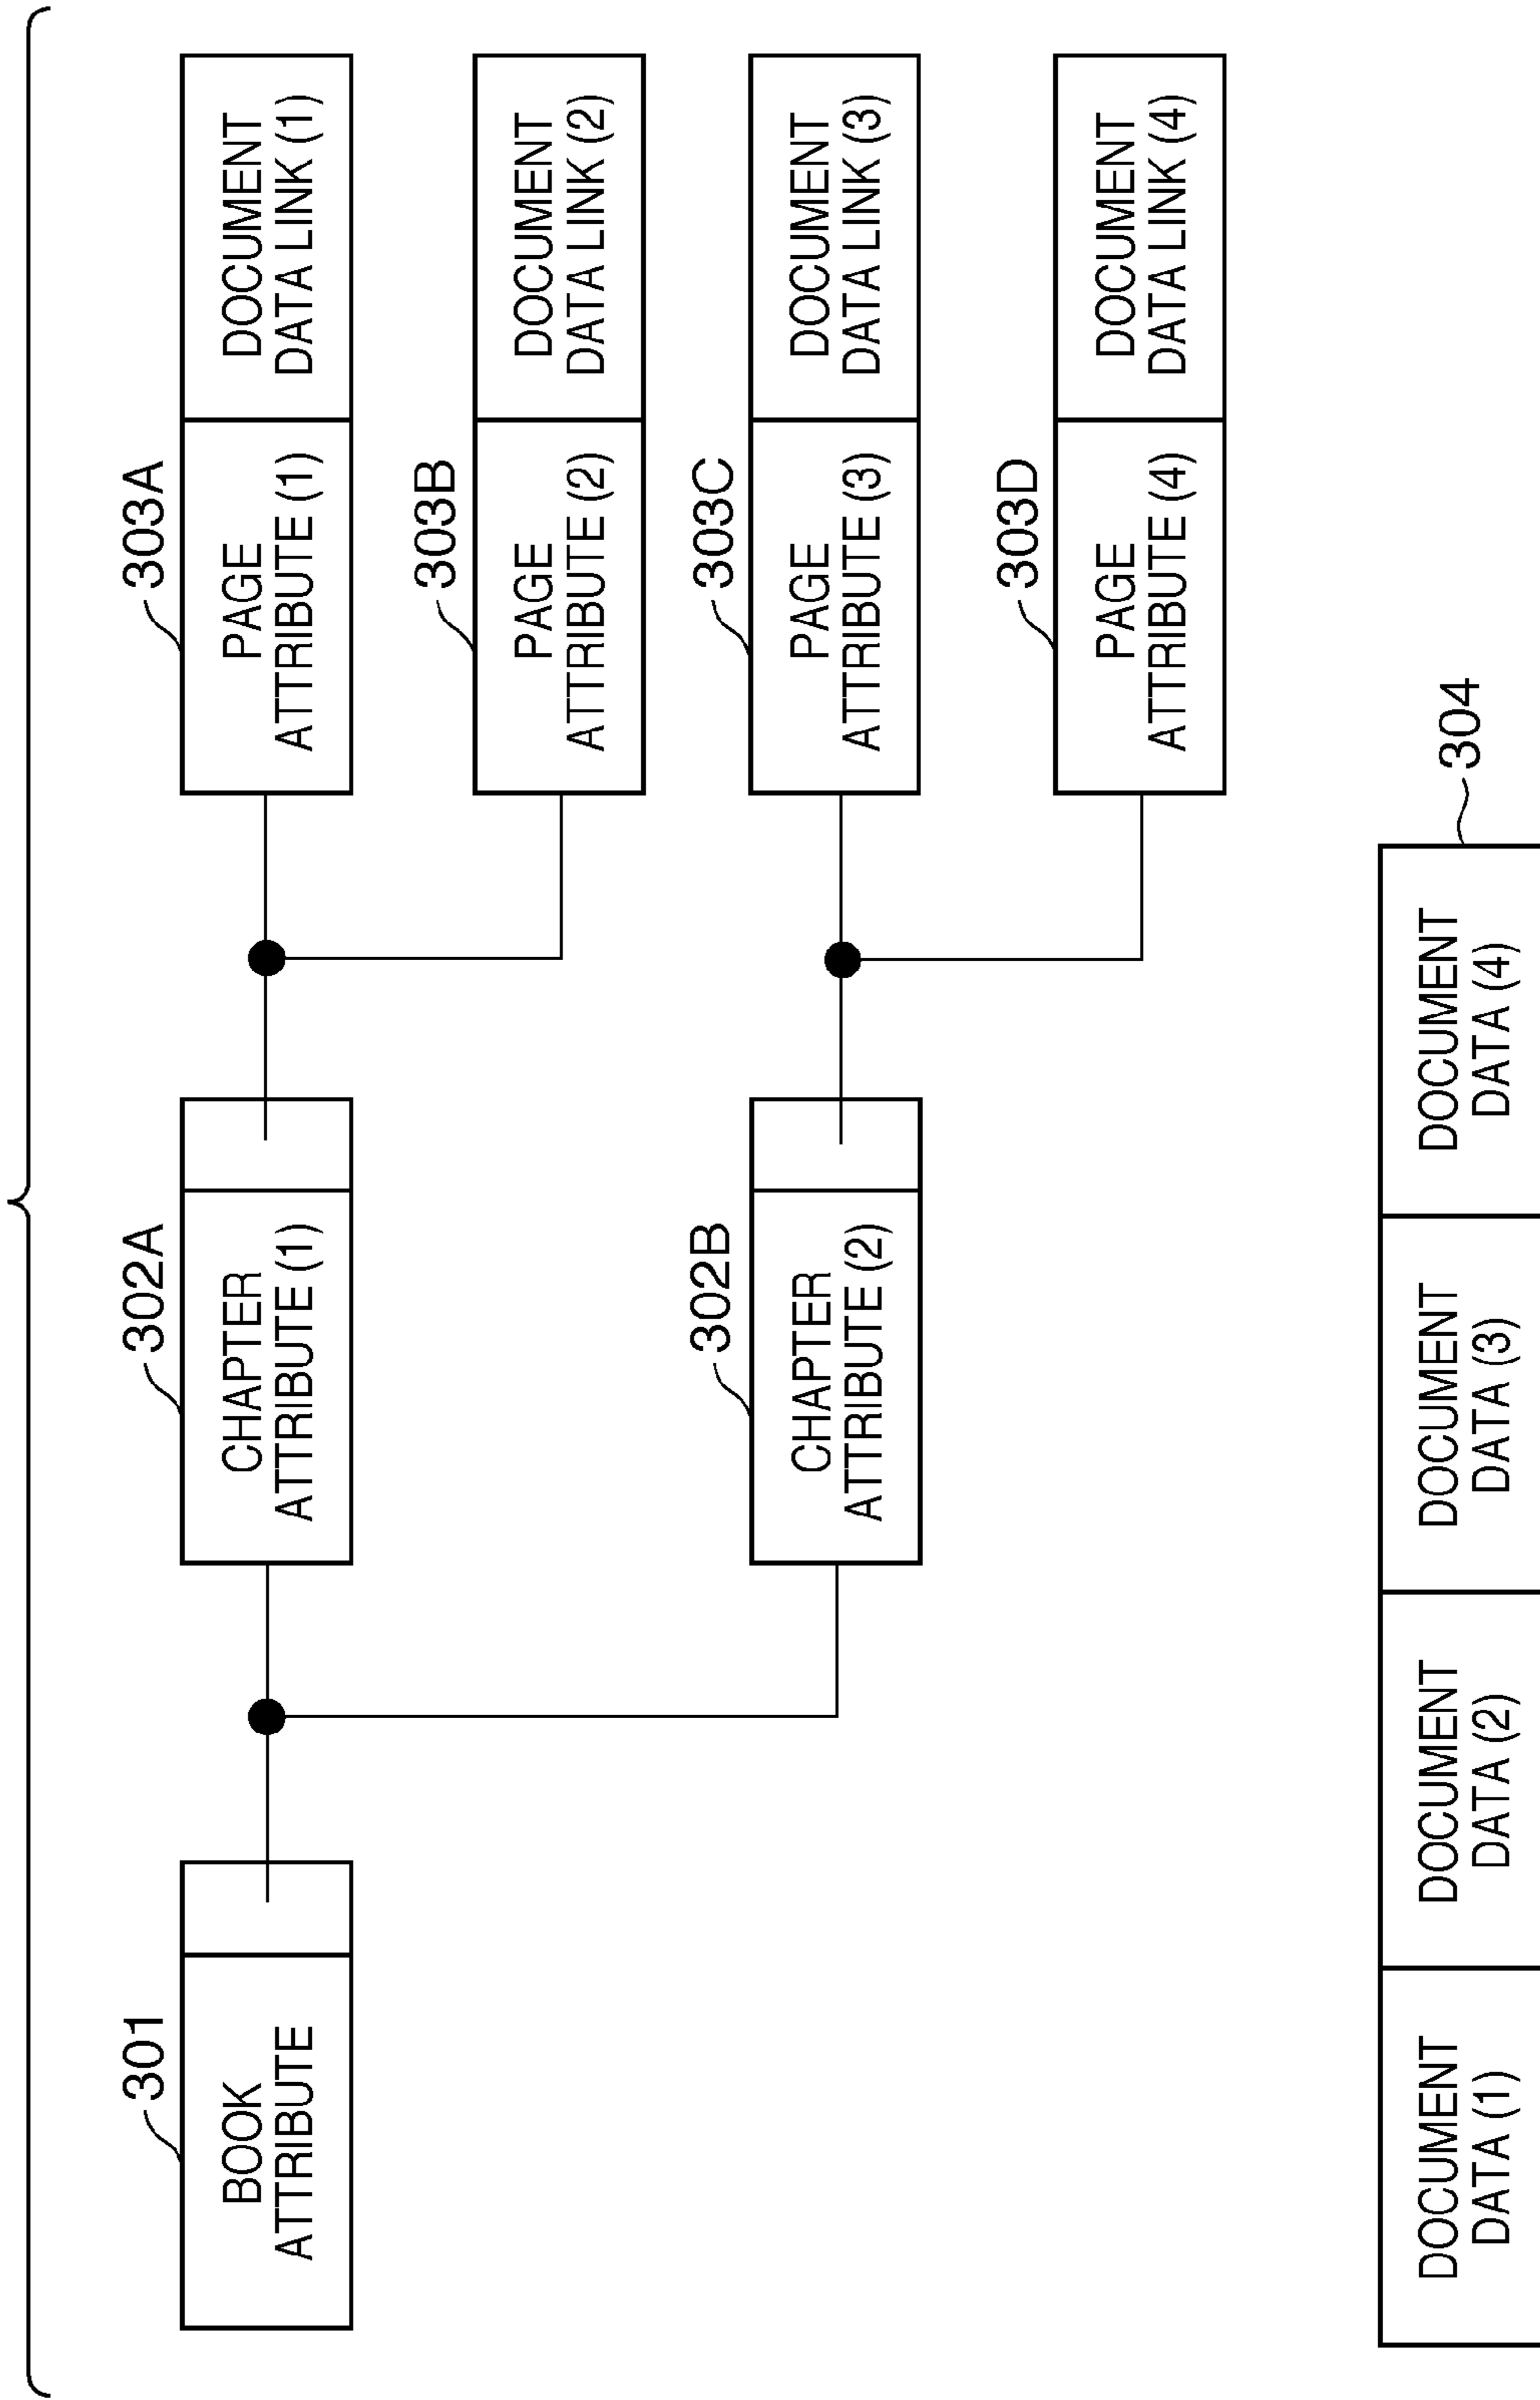 301
BOOK
ATTRIBUTE
302A
CHAPTER
ATTRIBUTE (1)
303A
PAGE
ATTRIBUTE (1)
DOCUMENT
DATA LINK (1)
303B
PAGE
ATTRIBUTE (2)
DOCUMENT
DATA LINK (2)
302B
CHAPTER
ATTRIBUTE (2)
303C
PAGE
ATTRIBUTE (3)
DOCUMENT
DATA LINK (3)
303D
PAGE
ATTRIBUTE (4)
DOCUMENT
DATA LINK (4)
DOCUMENT
DATA (1)
DOCUMENT
DATA (2)
DOCUMENT
DATA (3)
DOCUMENT
DATA (4)
304